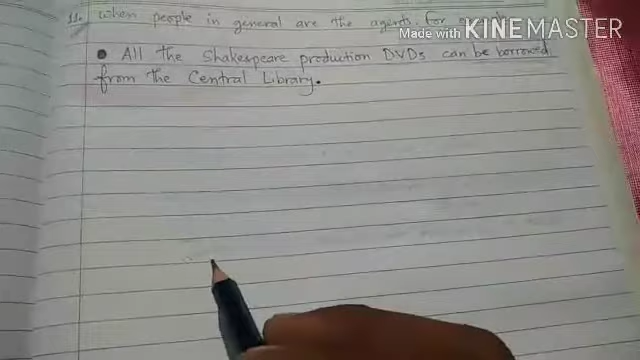 11. When people in general are the agents. For
Made with KINEMASTER
• All the Shakespeare production DVDs can be borrowed
from the Central Library.